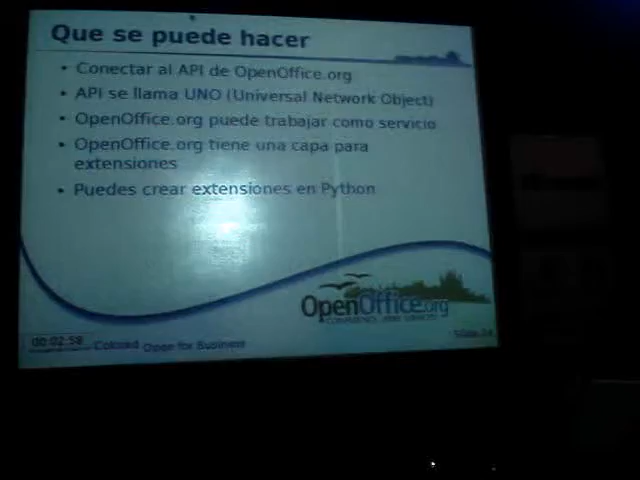 Que se puede hacer
• Conectar al API de OpenOffice.org
• API se llama UNO (Universal Network Object)
• OpenOffice.org puede trabajar como servicio
• OpenOffice.org tiene una capa para
extensiones
• Puedes crear extensiones en Python
OpenOffice.org
00:02:58
Open for Business